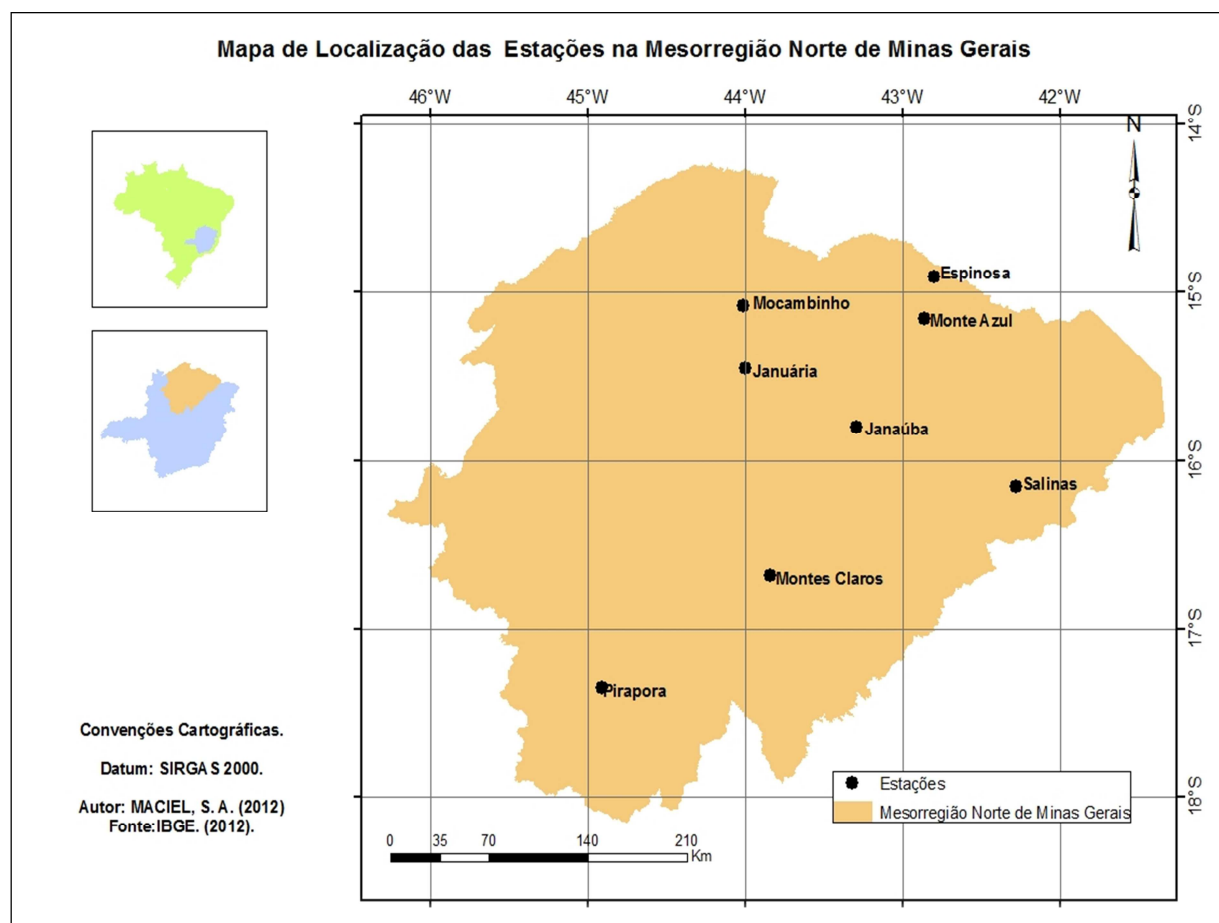 Mapa de Localização das Estações na Mesorregião Norte de Minas Gerais
46°W 45°W 44°W 43°W 42°W
14°S
N
Espinosa
15°S
Mocambinho
Monte Azul
Januária
Janaúba
16°S
Salinas
Montes Claros
17°S
Pirapora
Convenções Cartográficas.
Datum: SIRGAS 2000.
Autor: MACIEL, S. A. (2012)
Fonte:IBGE. (2012).
Estações
Mesorregião Norte de Minas Gerais
18°S
0 35 70 140 210
Km